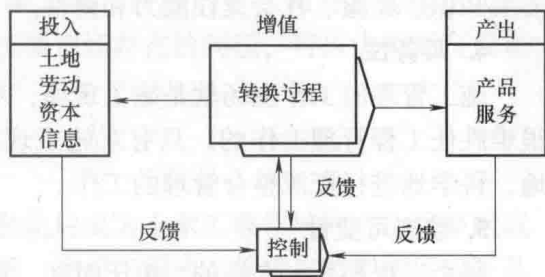 投入
增值
产出
土地
劳动
资本
信息
转换过程
产品
服务
反馈
反馈
控制
反馈